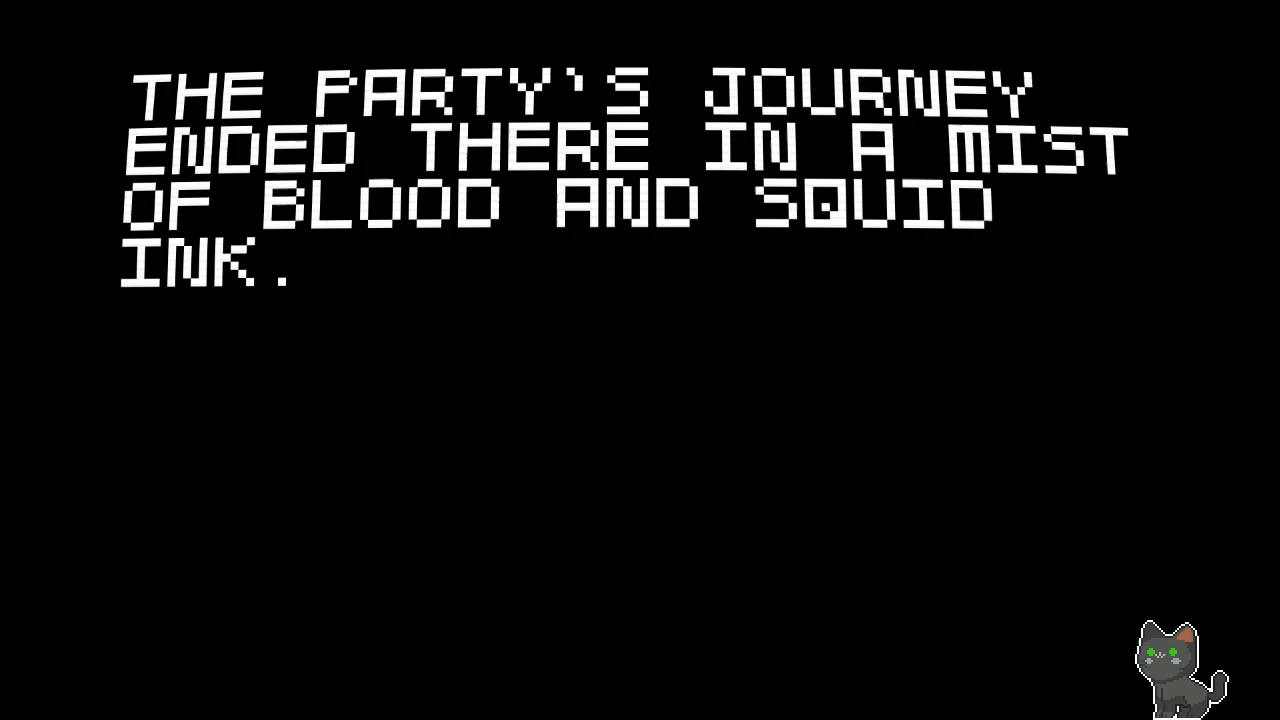 THE PARTY'S JOURNEY
ENDED THERE IN A MIST
OF BLOOD AND SQUID
INK.